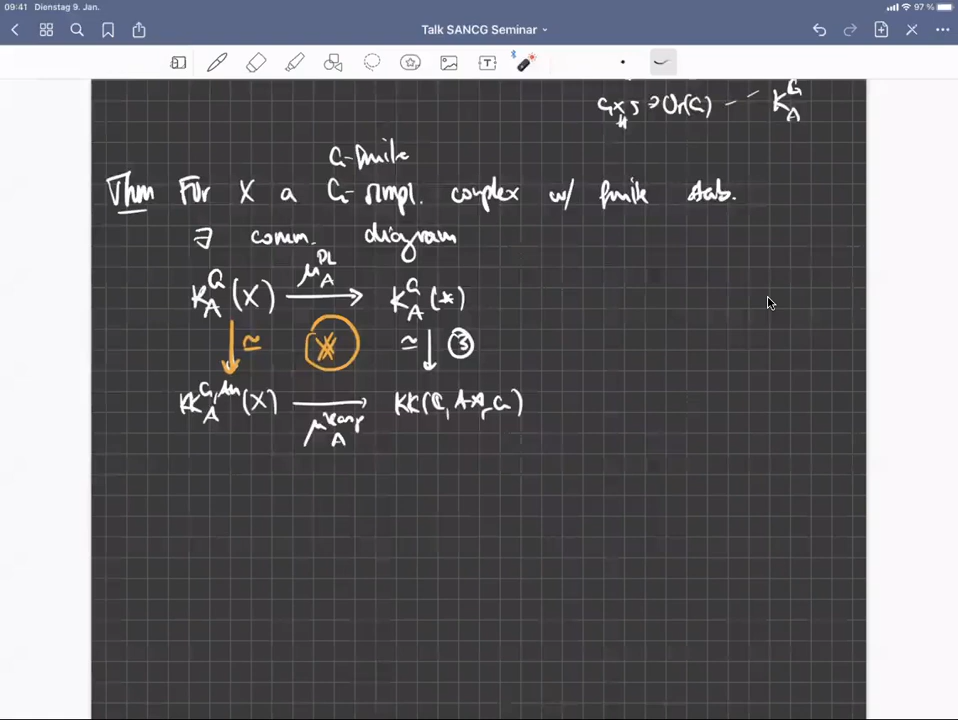 09:41 Dienstag 9. Jan.
97 %
Talk SANCG Seminar
Or(G) -- K_A^G
G-finite
Thm For X a G-simpl. complex w/ finite stab.
∃ comm. diagram
K_A^G(X) μ_A^{DL} K_A^G(*)
≃ ≃ ③
KK_A^{G,An}(X) μ_A^{Kasp} KK(ℂ, A⋊_r G)